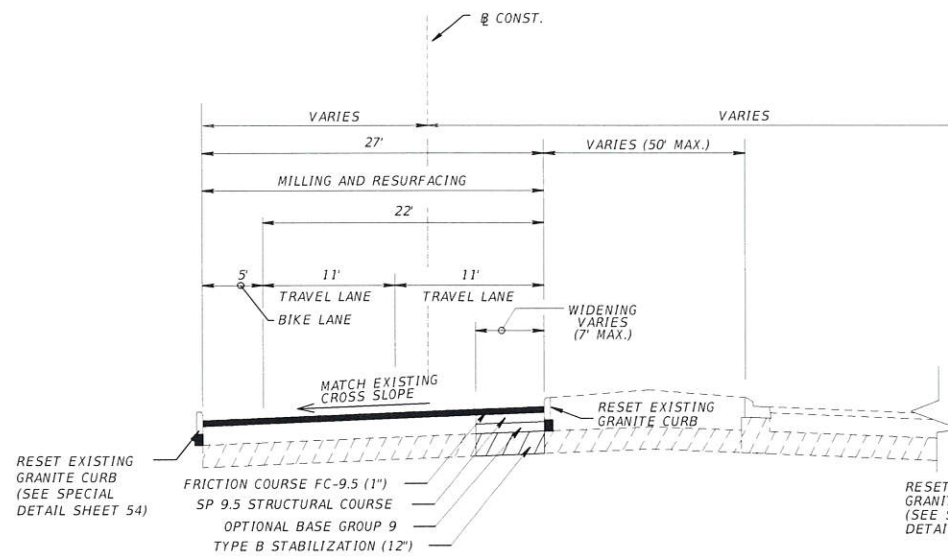 ℄ CONST.
VARIES
VARIES
27'
VARIES (50' MAX.)
MILLING AND RESURFACING
22'
5'
11'
11'
TRAVEL LANE
TRAVEL LANE
BIKE LANE
WIDENING
VARIES
(7' MAX.)
MATCH EXISTING
CROSS SLOPE
RESET EXISTING
GRANITE CURB
RESET EXISTING
GRANITE CURB
(SEE SPECIAL
DETAIL SHEET 54)
FRICTION COURSE FC-9.5 (1")
SP 9.5 STRUCTURAL COURSE
OPTIONAL BASE GROUP 9
TYPE B STABILIZATION (12")
RESET
GRANI
(SEE S
DETAI